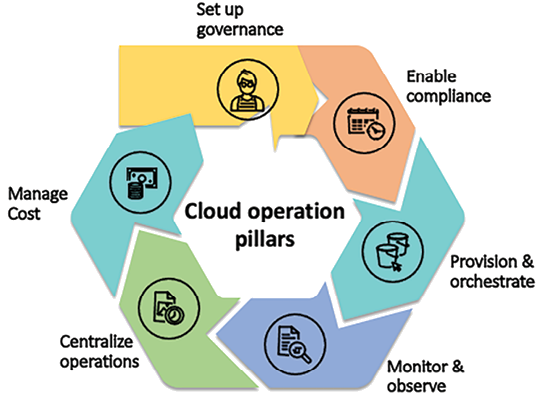 Set up
governance
Enable
compliance
Provision &
orchestrate
Monitor &
observe
Centralize
operations
Manage
Cost
Cloud operation
pillars